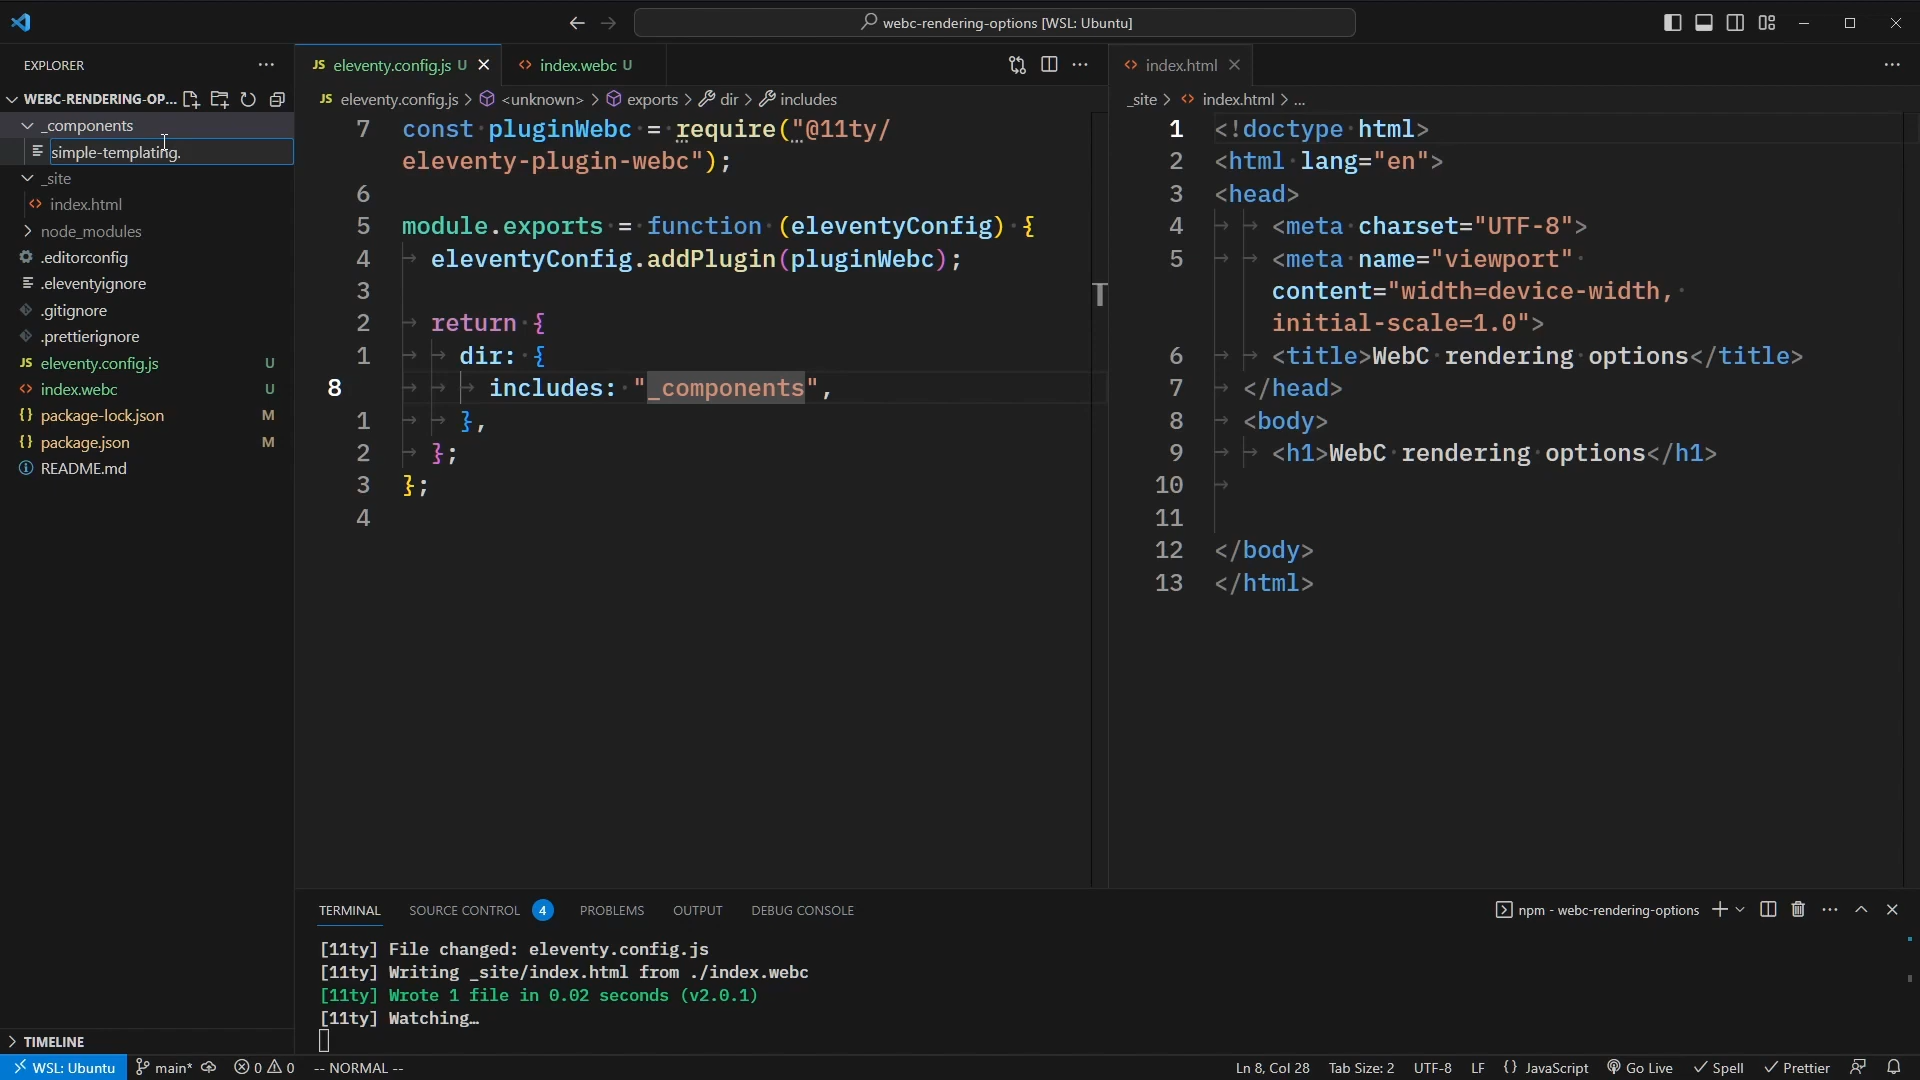 webc-rendering-options [WSL: Ubuntu]
EXPLORER
WEBC-RENDERING-OP...
_components
simple-templating.
_site
index.html
node_modules
.editorconfig
.eleventyignore
.gitignore
.prettierignore
JS eleventy.config.js U
index.webc U
{} package-lock.json M
{} package.json M
README.md
TIMELINE
JS eleventy.config.js U
index.webc U
JS eleventy.config.js > <unknown> > exports > dir > includes
7 const pluginWebc = require("@11ty/
eleventy-plugin-webc");
6
5 module.exports = function (eleventyConfig) {
4 eleventyConfig.addPlugin(pluginWebc);
3
2 return {
1 dir: {
8 includes: "_components",
1 },
2 };
3 };
4
index.html
_site > index.html > ...
1 <!doctype html>
2 <html lang="en">
3 <head>
4 <meta charset="UTF-8">
5 <meta name="viewport"
content="width=device-width,
initial-scale=1.0">
6 <title>WebC rendering options</title>
7 </head>
8 <body>
9 <h1>WebC rendering options</h1>
10
11
12 </body>
13 </html>
TERMINAL SOURCE CONTROL 4 PROBLEMS OUTPUT DEBUG CONSOLE
npm - webc-rendering-options
[11ty] File changed: eleventy.config.js
[11ty] Writing _site/index.html from ./index.webc
[11ty] Wrote 1 file in 0.02 seconds (v2.0.1)
[11ty] Watching…
WSL: Ubuntu main* 0 0 -- NORMAL -- Ln 8, Col 28 Tab Size: 2 UTF-8 LF {} JavaScript Go Live Spell Prettier